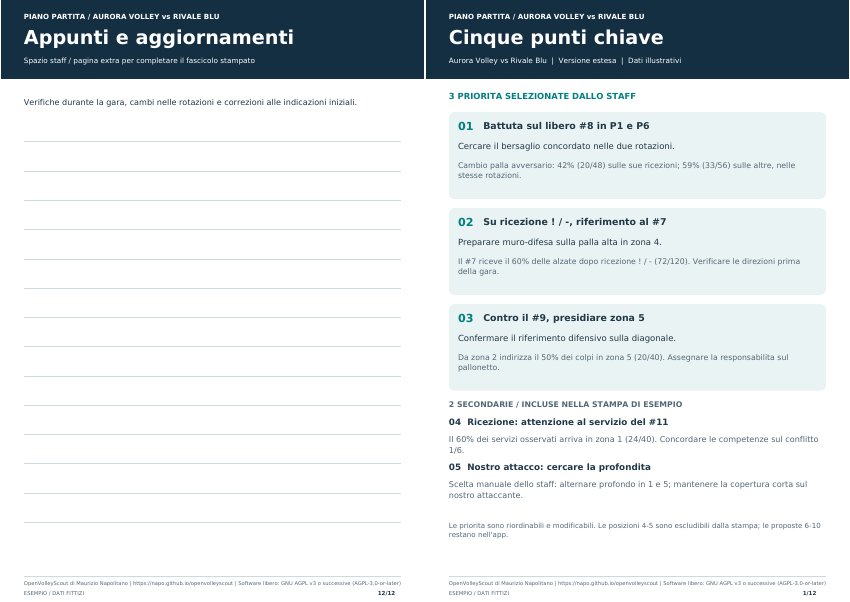 PIANO PARTITA / AURORA VOLLEY vs RIVALE BLU
Appunti e aggiornamenti
Spazio staff / pagina extra per completare il fascicolo stampato
Verifiche durante la gara, cambi nelle rotazioni e correzioni alle indicazioni iniziali.
OpenVolleyScout di Maurizio Napolitano | https://napo.github.io/openvolleyscout | Software libero: GNU AGPL v3 o successive (AGPL-3.0-or-later)
ESEMPIO / DATI FITTIZI
12/12
PIANO PARTITA / AURORA VOLLEY vs RIVALE BLU
Cinque punti chiave
Aurora Volley vs Rivale Blu | Versione estesa | Dati illustrativi
3 PRIORITA SELEZIONATE DALLO STAFF
01 Battuta sul libero #8 in P1 e P6
Cercare il bersaglio concordato nelle due rotazioni.
Cambio palla avversario: 42% (20/48) sulle sue ricezioni; 59% (33/56) sulle altre, nelle
stesse rotazioni.
02 Su ricezione ! / -, riferimento al #7
Preparare muro-difesa sulla palla alta in zona 4.
Il #7 riceve il 60% delle alzate dopo ricezione ! / - (72/120). Verificare le direzioni prima
della gara.
03 Contro il #9, presidiare zona 5
Confermare il riferimento difensivo sulla diagonale.
Da zona 2 indirizza il 50% dei colpi in zona 5 (20/40). Assegnare la responsabilita sul
pallonetto.
2 SECONDARIE / INCLUSE NELLA STAMPA DI ESEMPIO
04 Ricezione: attenzione al servizio del #11
Il 60% dei servizi osservati arriva in zona 1 (24/40). Concordare le competenze sul conflitto
1/6.
05 Nostro attacco: cercare la profondita
Scelta manuale dello staff: alternare profondo in 1 e 5; mantenere la copertura corta sul
nostro attaccante.
Le priorita sono riordinabili e modificabili. Le posizioni 4-5 sono escludibili dalla stampa; le proposte 6-10
restano nell'app.
OpenVolleyScout di Maurizio Napolitano | https://napo.github.io/openvolleyscout | Software libero: GNU AGPL v3 o successive (AGPL-3.0-or-later)
ESEMPIO / DATI FITTIZI
1/12